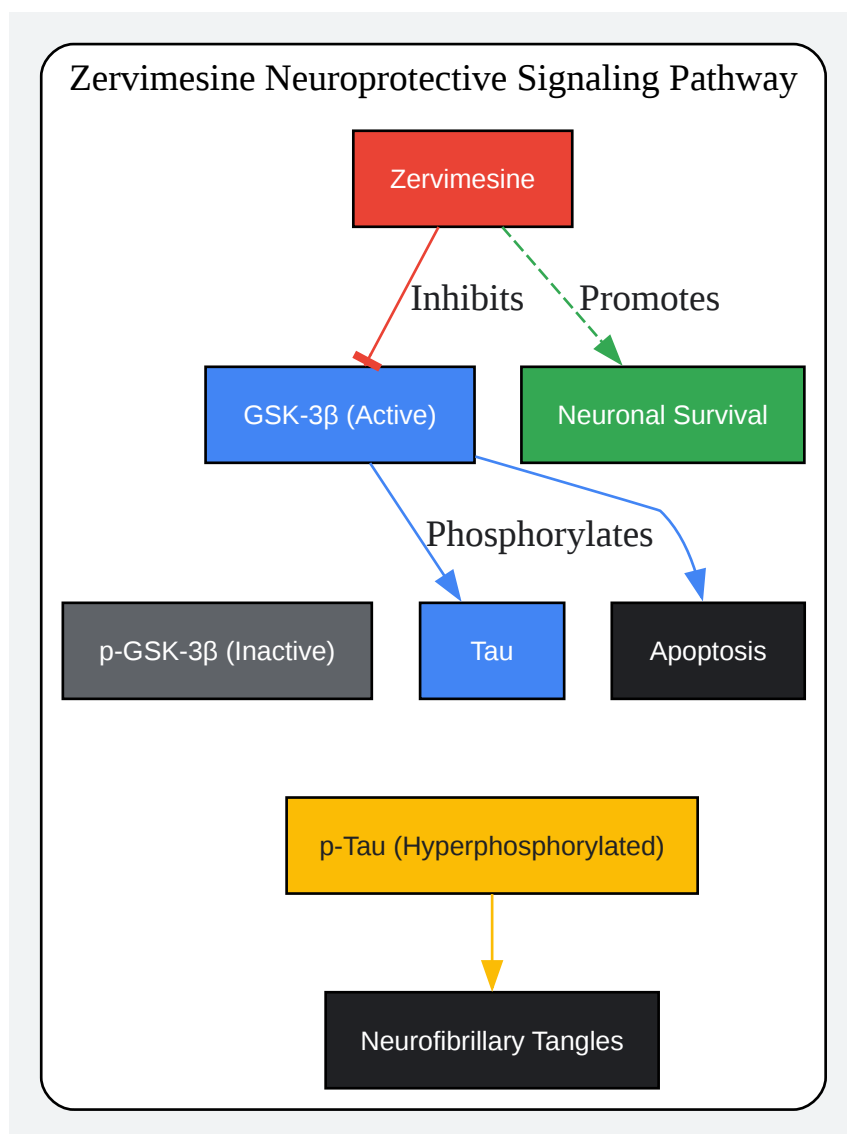 Zervimesine Neuroprotective Signaling Pathway
Zervimesine
Inhibits
Promotes
GSK-3β (Active)
Neuronal Survival
Phosphorylates
p-GSK-3β (Inactive)
Tau
Apoptosis
p-Tau (Hyperphosphorylated)
Neurofibrillary Tangles